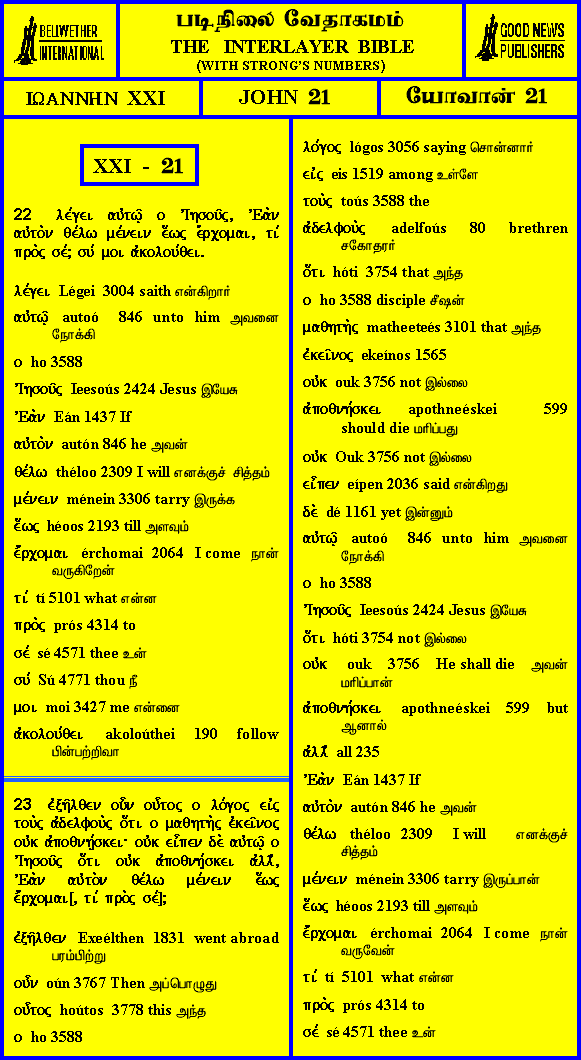 BELLWETHER
INTERNATIONAL
படிநிலை வேதாகமம்
THE INTERLAYER BIBLE
(WITH STRONG'S NUMBERS)
GOOD NEWS
PUBLISHERS
ΙΩΑΝΝΗΝ XXI
JOHN 21
யோவான் 21
XXI - 21
22 λέγει αὐτῷ ο Ἰησοῦς, Ἐὰν
αὐτὸν θέλω μένειν ἕως ἔρχομαι, τί
πρὸς σέ; σύ μοι ἀκολούθει.
λέγει Légei 3004 saith என்கிறார்
αὐτῷ autoó 846 unto him அவனை
நோக்கி
ο ho 3588
Ἰησοῦς Ieesoús 2424 Jesus இயேசு
Ἐὰν Eán 1437 If
αὐτὸν autón 846 he அவன்
θέλω théloo 2309 I will எனக்குச் சித்தம்
μένειν ménein 3306 tarry இருக்க
ἕως héoos 2193 till அளவும்
ἔρχομαι érchomai 2064 I come நான்
வருகிறேன்
τί tí 5101 what என்ன
πρὸς prós 4314 to
σέ sé 4571 thee உன்
σύ Sú 4771 thou நீ
μοι moi 3427 me என்னை
ἀκολούθει akoloúthei 190 follow
பின்பற்றிவா
23 ἐξῆλθεν οὖν οὗτος ο λόγος εἰς
τοὺς ἀδελφοὺς ὅτι ο μαθητὴς ἐκεῖνος
οὐκ ἀποθνῄσκει· οὐκ εἶπεν δὲ αὐτῷ ο
Ἰησοῦς ὅτι οὐκ ἀποθνῄσκει ἀλλ̓,
Ἐὰν αὐτὸν θέλω μένειν ἕως
ἔρχομαι[, τί πρὸς σέ];
ἐξῆλθεν Exeélthen 1831 went abroad
பரம்பிற்று
οὖν oún 3767 Then அப்பொழுது
οὗτος hoútos 3778 this அந்த
ο ho 3588
λόγος lógos 3056 saying சொன்னார்
εἰς eis 1519 among உள்ளே
τοὺς toús 3588 the
ἀδελφοὺς adelfoús 80 brethren
சகோதரர்
ὅτι hóti 3754 that அந்த
ο ho 3588 disciple சீஷன்
μαθητὴς matheeteés 3101 that அந்த
ἐκεῖνος ekeínos 1565
οὐκ ouk 3756 not இல்லை
ἀποθνῄσκει apothneéskei 599
should die மரிப்பது
οὐκ Ouk 3756 not இல்லை
εἶπεν eípen 2036 said என்கிறது
δὲ dé 1161 yet இன்னும்
αὐτῷ autoó 846 unto him அவனை
நோக்கி
ο ho 3588
Ἰησοῦς Ieesoús 2424 Jesus இயேசு
ὅτι hóti 3754 not இல்லை
οὐκ ouk 3756 He shall die அவன்
மரிப்பான்
ἀποθνῄσκει apothneéskei 599 but
ஆனால்
ἀλλ̓ all 235
Ἐὰν Eán 1437 If
αὐτὸν autón 846 he அவன்
θέλω théloo 2309 I will எனக்குச்
சித்தம்
μένειν ménein 3306 tarry இருப்பான்
ἕως héoos 2193 till அளவும்
ἔρχομαι érchomai 2064 I come நான்
வருவேன்
τί tí 5101 what என்ன
πρὸς prós 4314 to
σέ sé 4571 thee உன்